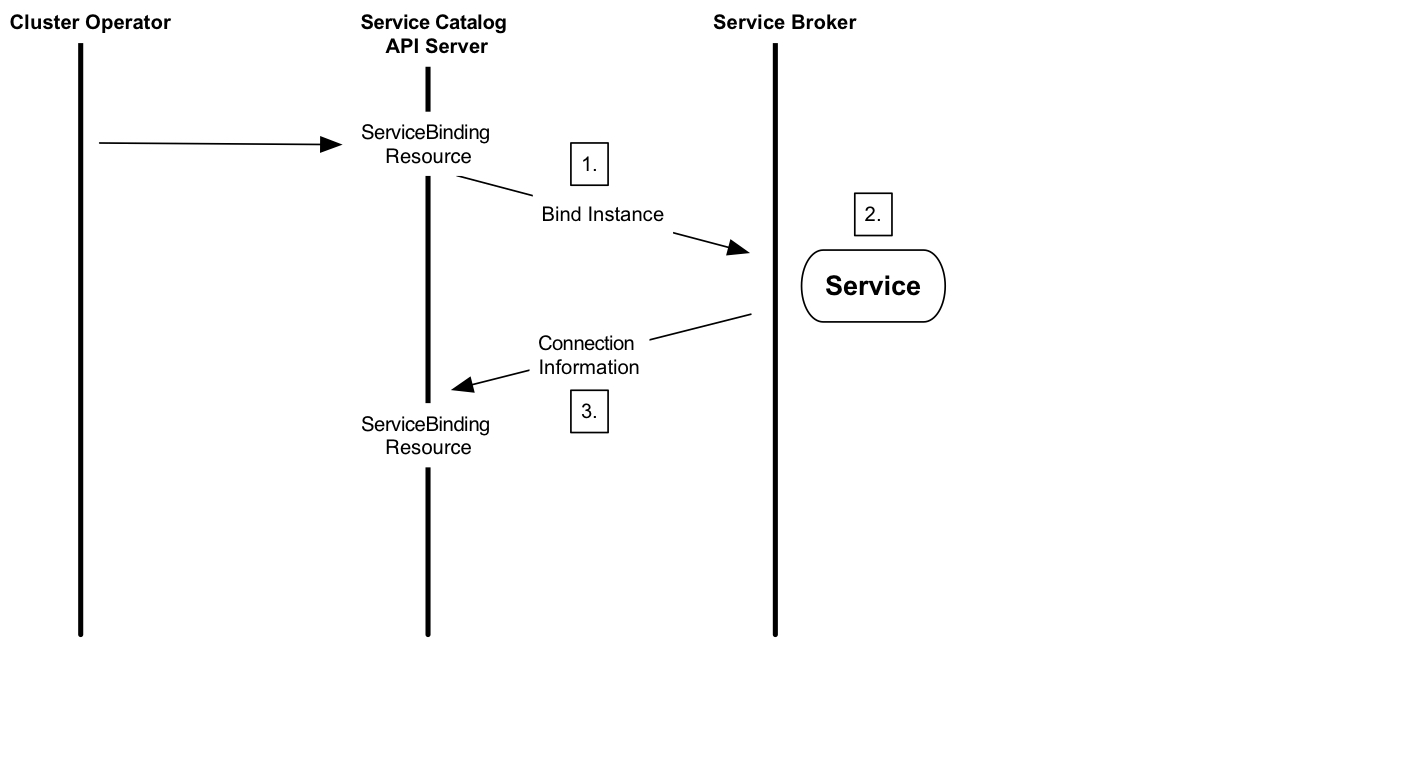 Cluster Operator
Service Catalog
API Server
Service Broker
ServiceBinding
Resource
1.
Bind Instance
2.
Service
Connection
Information
3.
ServiceBinding
Resource